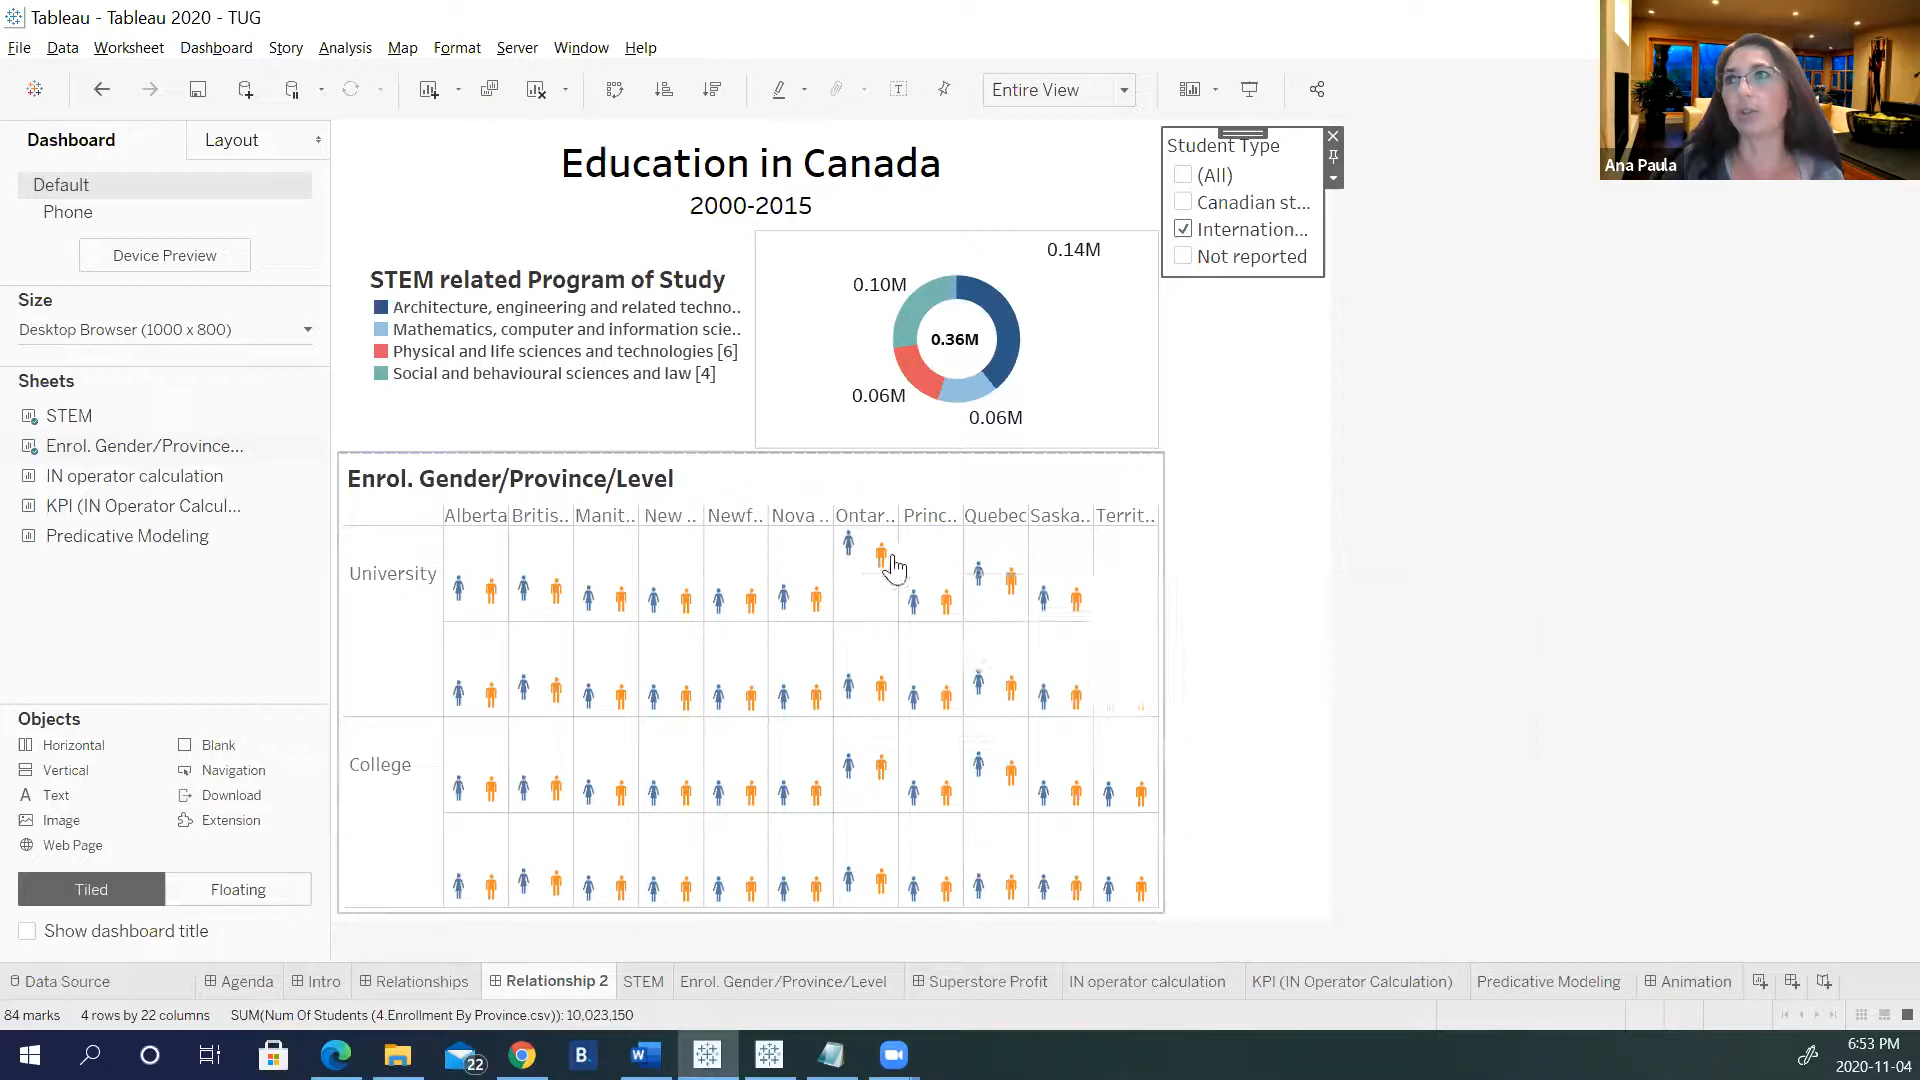 Tableau - Tableau 2020 - TUG
File Data Worksheet Dashboard Story Analysis Map Format Server Window Help
Entire View
Ana Paula
Dashboard Layout
Default
Phone
Device Preview
Size
Desktop Browser (1000 x 800)
Sheets
STEM
Enrol. Gender/Province...
IN operator calculation
KPI (IN Operator Calcul...
Predicative Modeling
Objects
Horizontal Blank
Vertical Navigation
A Text Download
Image Extension
Web Page
Tiled Floating
Show dashboard title
Education in Canada
2000-2015
STEM related Program of Study
Architecture, engineering and related techno..
Mathematics, computer and information scie..
Physical and life sciences and technologies [6]
Social and behavioural sciences and law [4]
0.14M
0.10M
0.36M
0.06M
0.06M
Student Type
(All)
Canadian st...
Internation...
Not reported
Enrol. Gender/Province/Level
Alberta Britis.. Manit.. New .. Newf.. Nova .. Ontar.. Princ.. Quebec Saska.. Territ..
University
College
Data Source Agenda Intro Relationships Relationship 2 STEM Enrol. Gender/Province/Level Superstore Profit IN operator calculation KPI (IN Operator Calculation) Predicative Modeling Animation
84 marks 4 rows by 22 columns SUM(Num Of Students (4.Enrollment By Province.csv)): 10,023,150
B. W 22
6:53 PM
2020-11-04